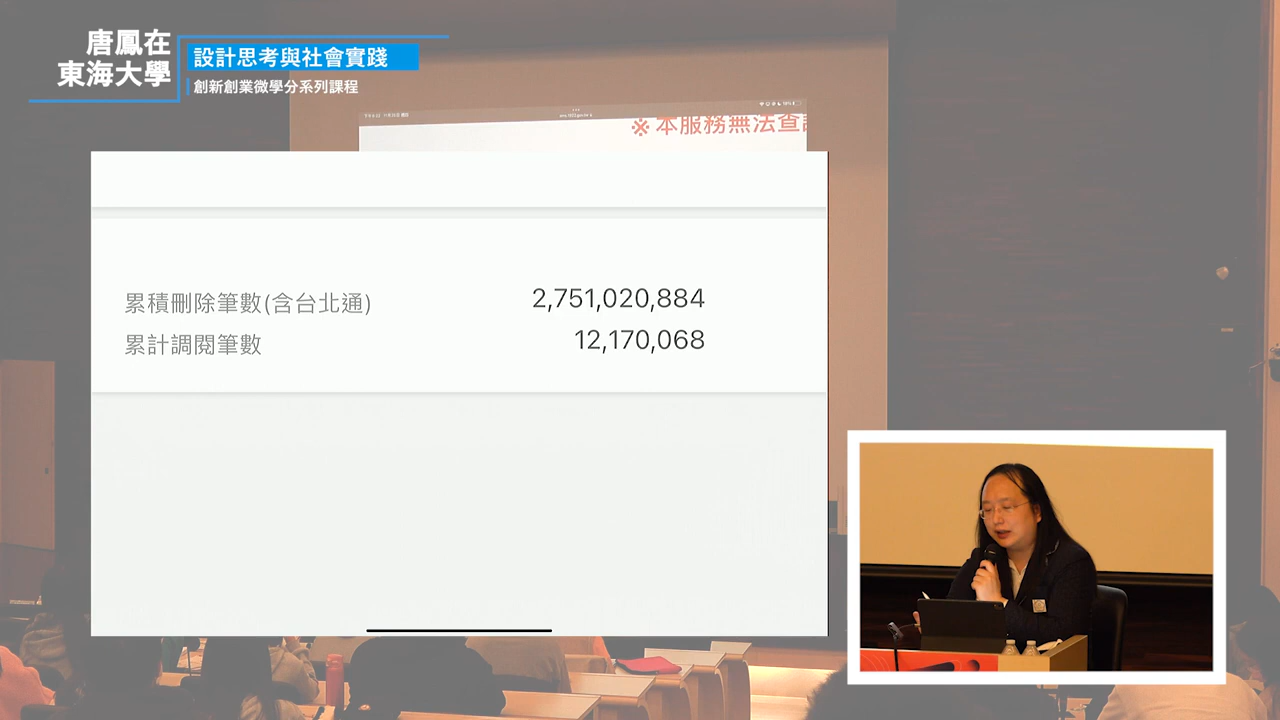 唐鳳在
東海大學
設計思考與社會實踐
創新創業微學分系列課程
※ 本服務無法查
累積刪除筆數(含台北通) 2,751,020,884
累計調閱筆數 12,170,068